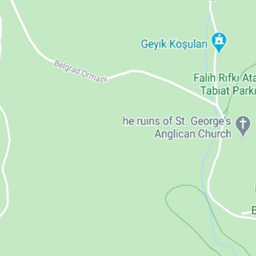 Geyik Koşuları
Belgrad Ormanı
Falih Rıfkı Ata
Tabiat Parkı
he ruins of St. George's
Anglican Church
B